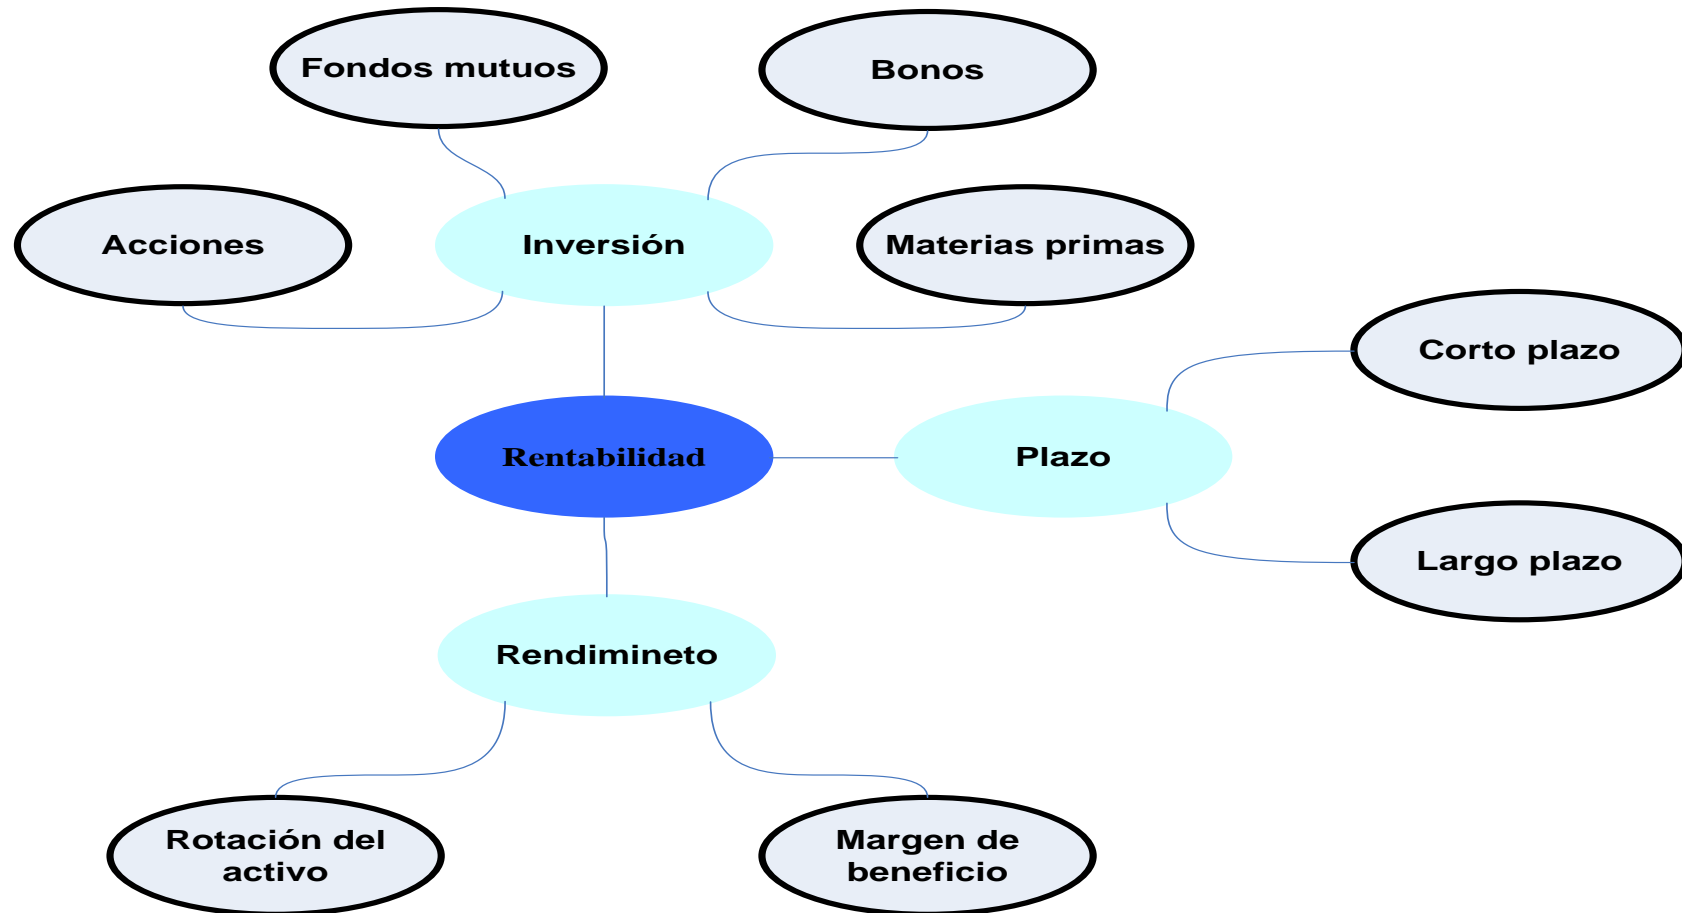 Fondos mutuos
Bonos
Acciones
Inversión
Materias primas
Corto plazo
Rentabilidad
Plazo
Largo plazo
Rendimineto
Rotación del
activo
Margen de
beneficio